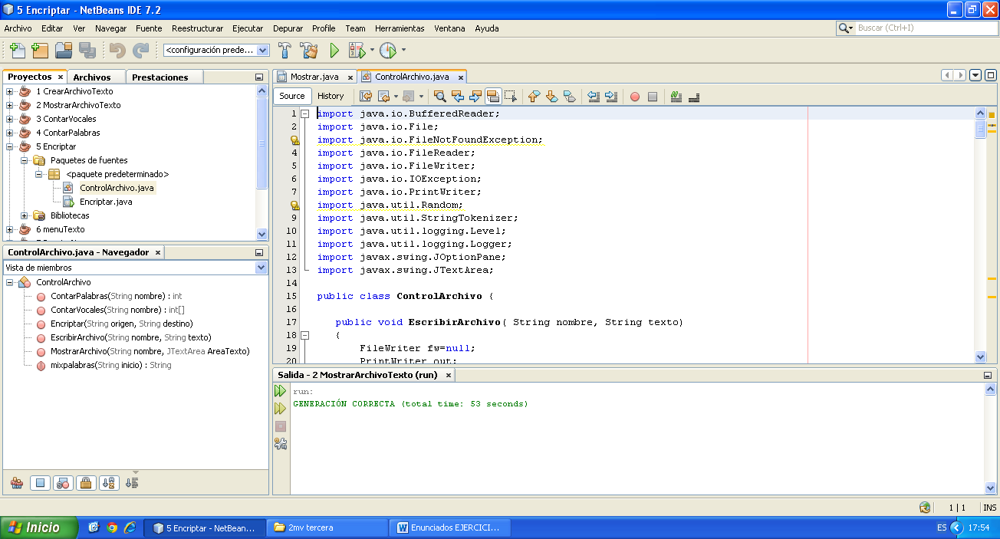 5 Encriptar - NetBeans IDE 7.2
Archivo Editar Ver Navegar Fuente Reestructurar Ejecutar Depurar Profile Team Herramientas Ventana Ayuda
Buscar (Ctrl+I)
<configuración prede...
Proyectos Archivos Prestaciones
1 CrearArchivoTexto
2 MostrarArchivoTexto
3 ContarVocales
4 ContarPalabras
5 Encriptar
Paquetes de fuentes
<paquete predeterminado>
ControlArchivo.java
Encriptar.java
Bibliotecas
6 menuTexto
ControlArchivo.java - Navegador
Vista de miembros
ControlArchivo
ContarPalabras(String nombre) : int
ContarVocales(String nombre) : int[]
Encriptar(String origen, String destino)
EscribirArchivo(String nombre, String texto)
MostrarArchivo(String nombre, JTextArea AreaTexto)
mixpalabras(String inicio) : String
Mostrar.java ControlArchivo.java
Source History
1 import java.io.BufferedReader;
2 import java.io.File;
import java.io.FileNotFoundException;
4 import java.io.FileReader;
5 import java.io.FileWriter;
6 import java.io.IOException;
7 import java.io.PrintWriter;
import java.util.Random;
9 import java.util.StringTokenizer;
10 import java.util.logging.Level;
11 import java.util.logging.Logger;
12 import javax.swing.JOptionPane;
13 import javax.swing.JTextArea;
14
15 public class ControlArchivo {
16
17 public void EscribirArchivo( String nombre, String texto)
18 {
19 FileWriter fw=null;
20 PrintWriter out;
Salida - 2 MostrarArchivoTexto (run)
run:
GENERACIÓN CORRECTA (total time: 53 seconds)
1 | 1 INS
Inicio 5 Encriptar - NetBean... 2mv tercera Enunciados EJERCICI... ES 17:54